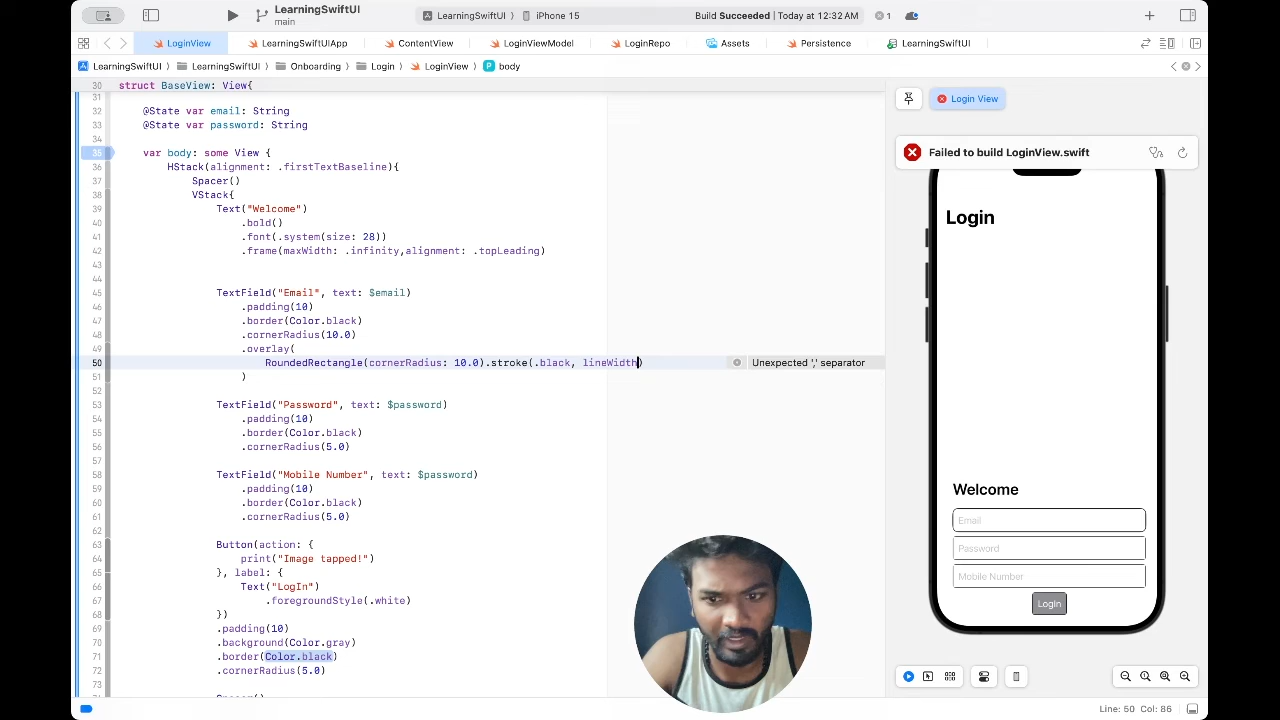 LearningSwiftUI
main
LearningSwiftUI
iPhone 15
Build Succeeded | Today at 12:32 AM
1
LoginView
LearningSwiftUIApp
ContentView
LoginViewModel
LoginRepo
Assets
Persistence
LearningSwiftUI
LearningSwiftUI
LearningSwiftUI
Onboarding
Login
LoginView
body
30 struct BaseView: View{
31
32 @State var email: String
33 @State var password: String
34
35 var body: some View {
36 HStack(alignment: .firstTextBaseline){
37 Spacer()
38 VStack{
39 Text("Welcome")
40 .bold()
41 .font(.system(size: 28))
42 .frame(maxWidth: .infinity,alignment: .topLeading)
43
44
45 TextField("Email", text: $email)
46 .padding(10)
47 .border(Color.black)
48 .cornerRadius(10.0)
49 .overlay(
50 RoundedRectangle(cornerRadius: 10.0).stroke(.black, lineWidth)
Unexpected ',' separator
51 )
52
53 TextField("Password", text: $password)
54 .padding(10)
55 .border(Color.black)
56 .cornerRadius(5.0)
57
58 TextField("Mobile Number", text: $password)
59 .padding(10)
60 .border(Color.black)
61 .cornerRadius(5.0)
62
63 Button(action: {
64 print("Image tapped!")
65 }, label: {
66 Text("LogIn")
67 .foregroundStyle(.white)
68 })
69 .padding(10)
70 .background(Color.gray)
71 .border(Color.black)
72 .cornerRadius(5.0)
73
Login View
Failed to build LoginView.swift
Login
Welcome
Email
Password
Mobile Number
LogIn
Line: 50 Col: 86